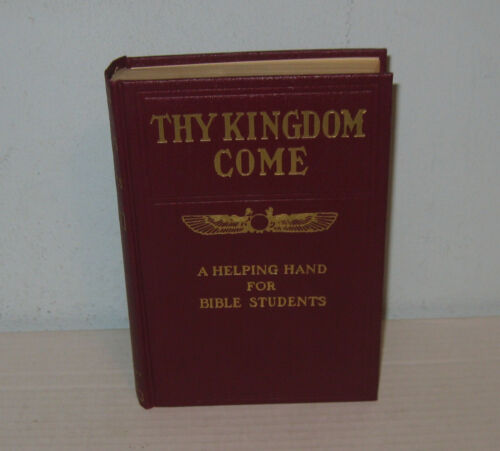 THY KINGDOM
COME
A HELPING HAND
FOR
BIBLE STUDENTS